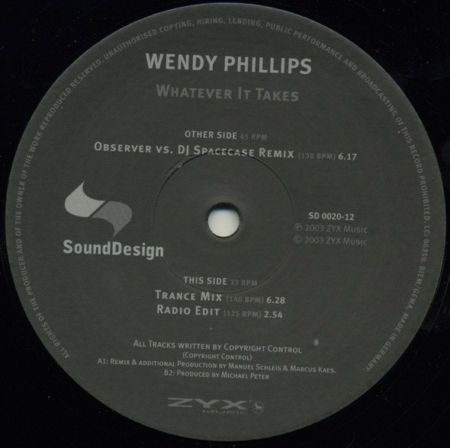 WENDY PHILLIPS
WHATEVER IT TAKES
OTHER SIDE 45 RPM
OBSERVER VS. DJ SPACECASE REMIX (150 BPM) 6.17
SD 0020-12
℗ 2003 ZYX MUSIC
© 2003 ZYX MUSIC
SoundDesign
THIS SIDE 33 RPM
TRANCE MIX (140 BPM) 6.28
RADIO EDIT (125 BPM) 2.54
ALL TRACKS WRITTEN BY COPYRIGHT CONTROL
(COPYRIGHT CONTROL)
A1: REMIX & ADDITIONAL PRODUCTION BY MANUEL SCHLEIS & MARCUS KAES.
B2: PRODUCED BY MICHAEL PETER
ZYX
ALL RIGHTS OF THE PRODUCER AND OF THE OWNER OF THE WORK REPRODUCED RESERVED. UNAUTHORISED COPYING, HIRING, LENDING, PUBLIC PERFORMANCE AND BROADCASTING OF THIS RECORD PROHIBITED. LC 06350. BIEM/GEMA. MADE IN GERMANY